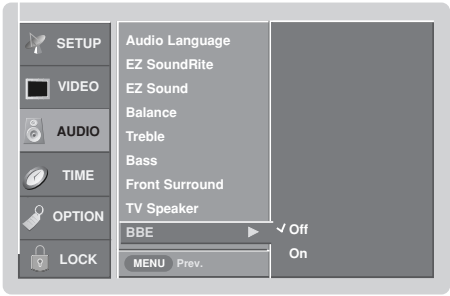 SETUP
VIDEO
AUDIO
TIME
OPTION
LOCK
Audio Language
EZ SoundRite
EZ Sound
Balance
Treble
Bass
Front Surround
TV Speaker
BBE
MENU Prev.
Off
On